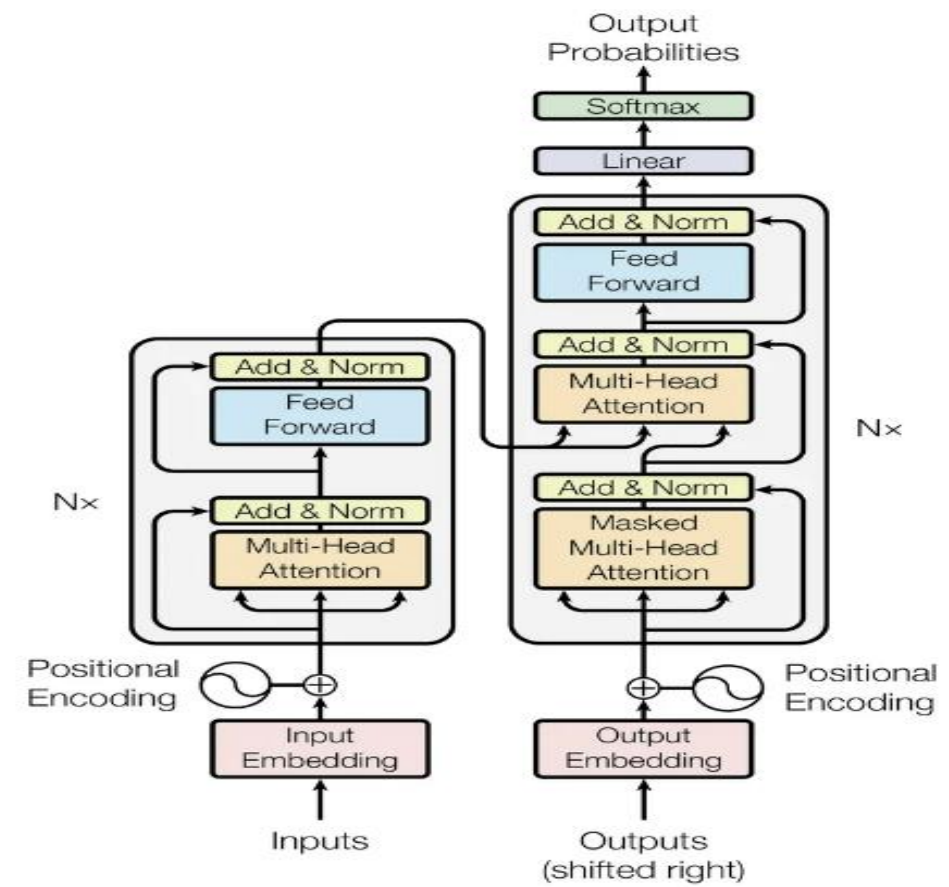 Output
Probabilities
Softmax
Linear
Add & Norm
Feed
Forward
Add & Norm
Multi-Head
Attention
Nx
Add & Norm
Masked
Multi-Head
Attention
Add & Norm
Feed
Forward
Nx
Add & Norm
Multi-Head
Attention
Positional
Encoding
Positional
Encoding
Input
Embedding
Output
Embedding
Inputs
Outputs
(shifted right)